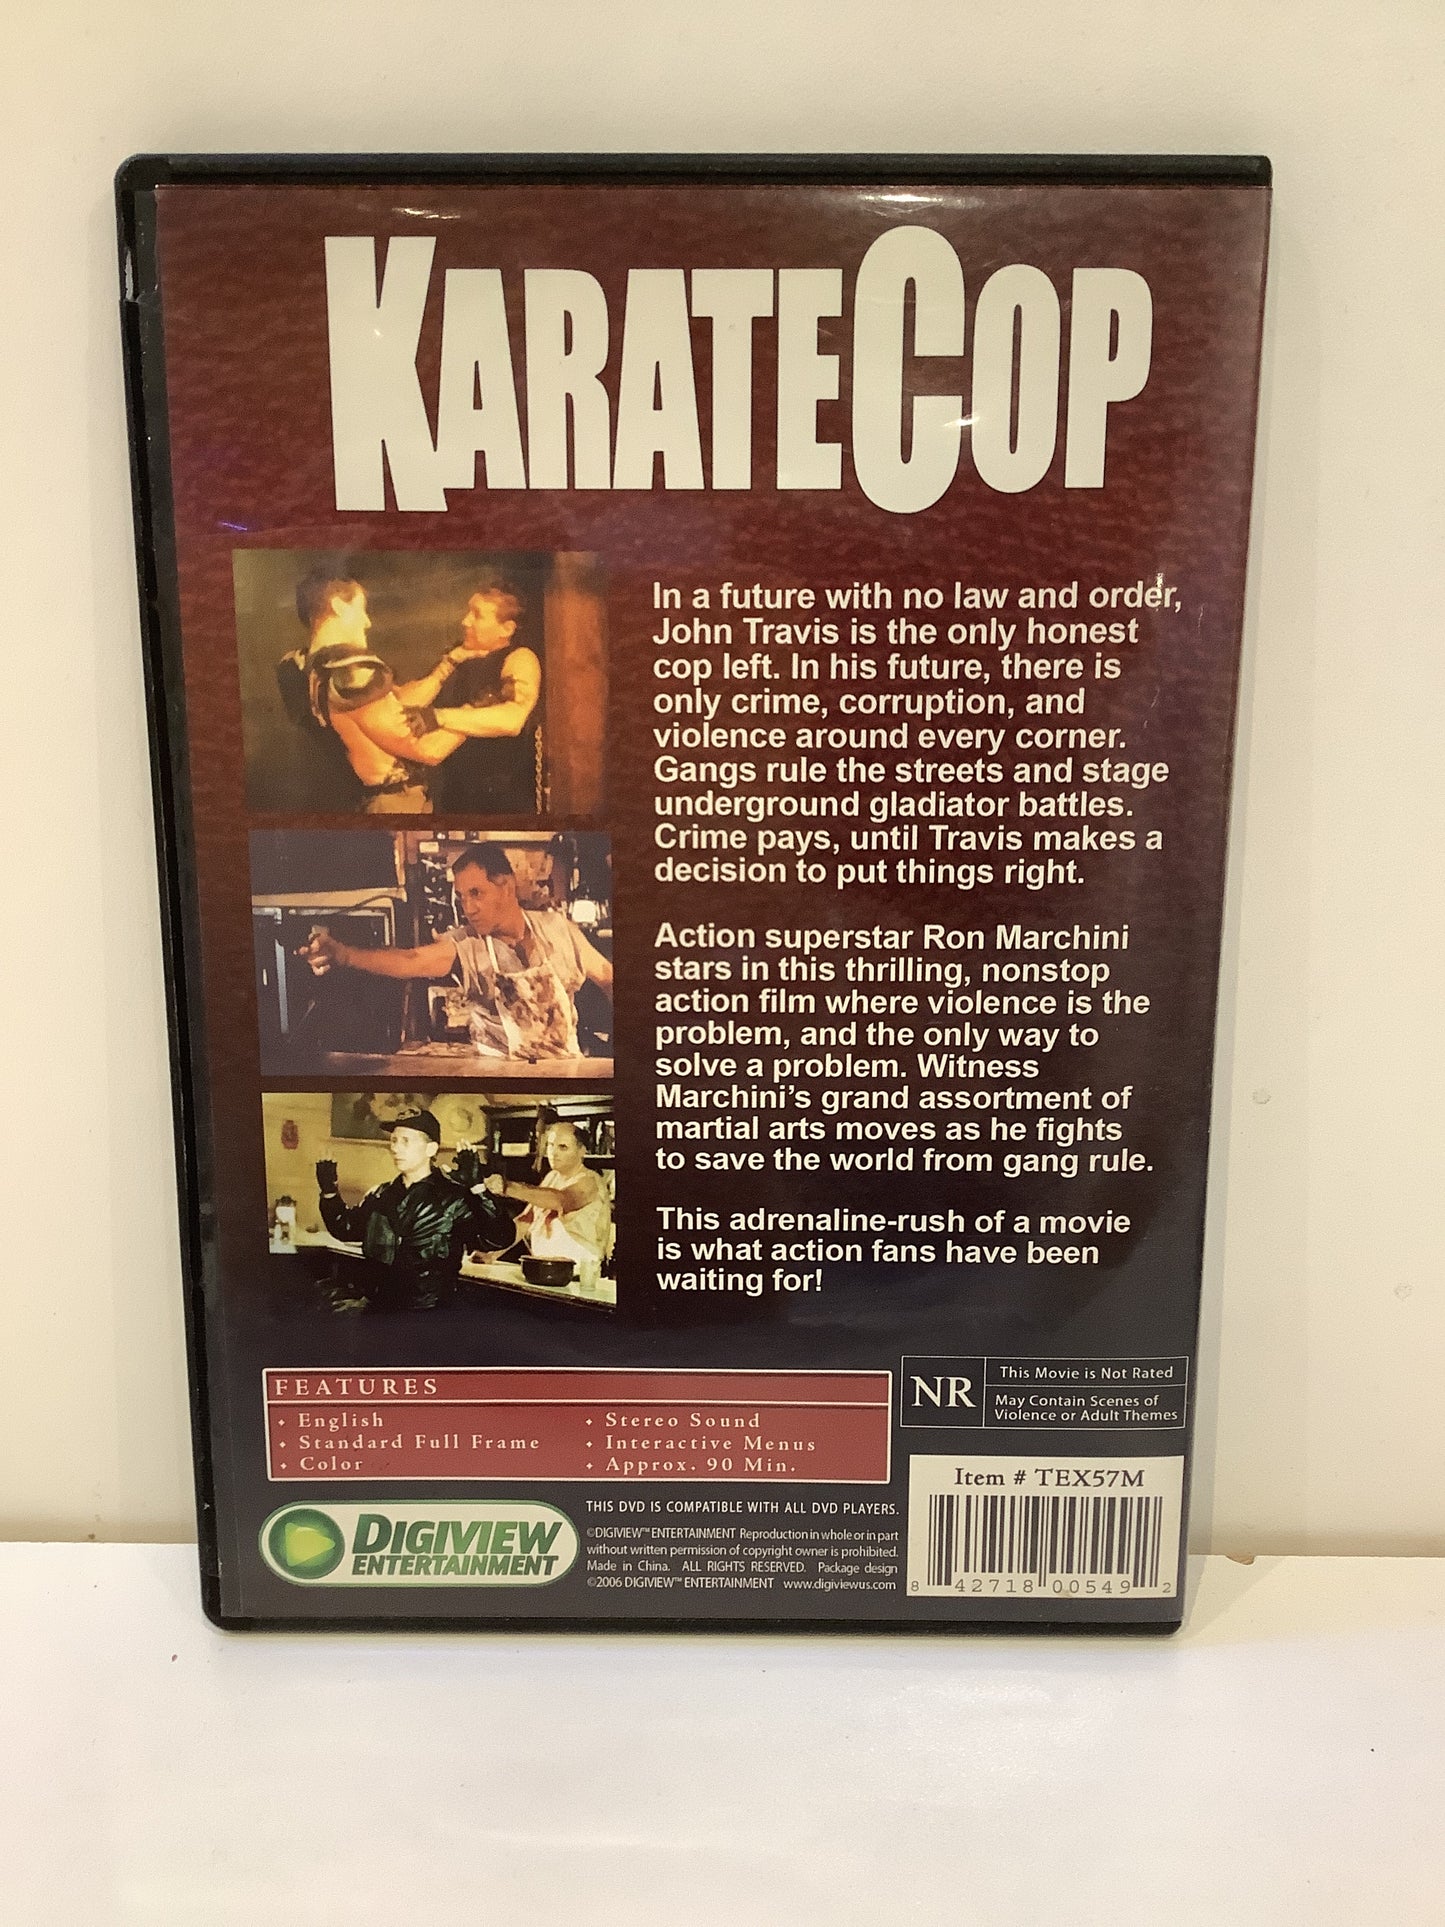 KARATE COP
In a future with no law and order,
John Travis is the only honest
cop left. In his future, there is
only crime, corruption, and
violence around every corner.
Gangs rule the streets and stage
underground gladiator battles.
Crime pays, until Travis makes a
decision to put things right.
Action superstar Ron Marchini
stars in this thrilling, nonstop
action film where violence is the
problem, and the only way to
solve a problem. Witness
Marchini's grand assortment of
martial arts moves as he fights
to save the world from gang rule.
This adrenaline-rush of a movie
is what action fans have been
waiting for!
FEATURES
• English
• Standard Full Frame
• Color
• Stereo Sound
• Interactive Menus
• Approx. 90 Min.
NR
This Movie is Not Rated
May Contain Scenes of
Violence or Adult Themes
Item # TEX57M
8 42718 00549 2
DIGIVIEW
ENTERTAINMENT
THIS DVD IS COMPATIBLE WITH ALL DVD PLAYERS.
©DIGIVIEW™ ENTERTAINMENT Reproduction in whole or in part
without written permission of copyright owner is prohibited.
Made in China. ALL RIGHTS RESERVED. Package design
©2006 DIGIVIEW™ ENTERTAINMENT www.digiviewus.com